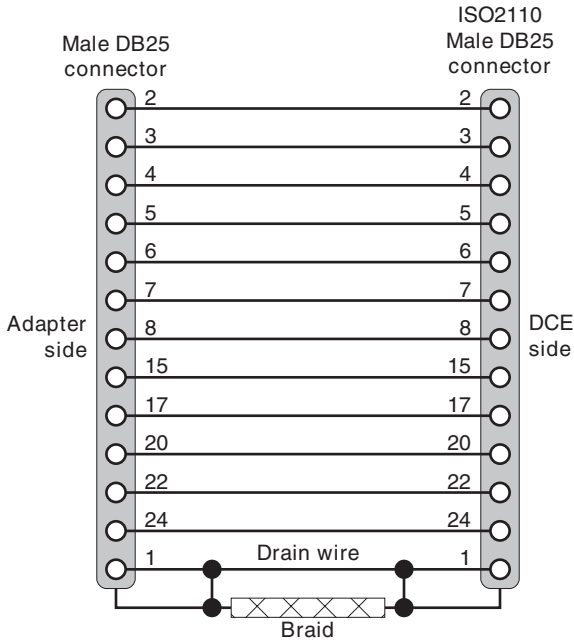 ISO2110
Male DB25
connector
Male DB25
connector
2 2
3 3
4 4
5 5
6 6
7 7
Adapter
side
8 8
DCE
side
15 15
17 17
20 20
22 22
24 24
1 Drain wire 1
Braid